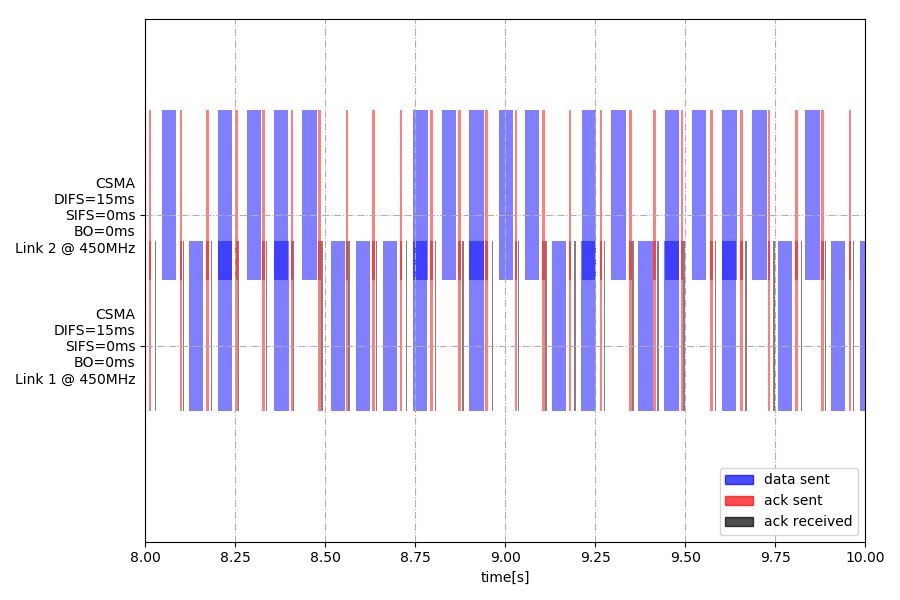 CSMA
DIFS=15ms
SIFS=0ms
BO=0ms
Link 2 @ 450MHz
CSMA
DIFS=15ms
SIFS=0ms
BO=0ms
Link 1 @ 450MHz
data sent
ack sent
ack received
8.00 8.25 8.50 8.75 9.00 9.25 9.50 9.75 10.00
time[s]